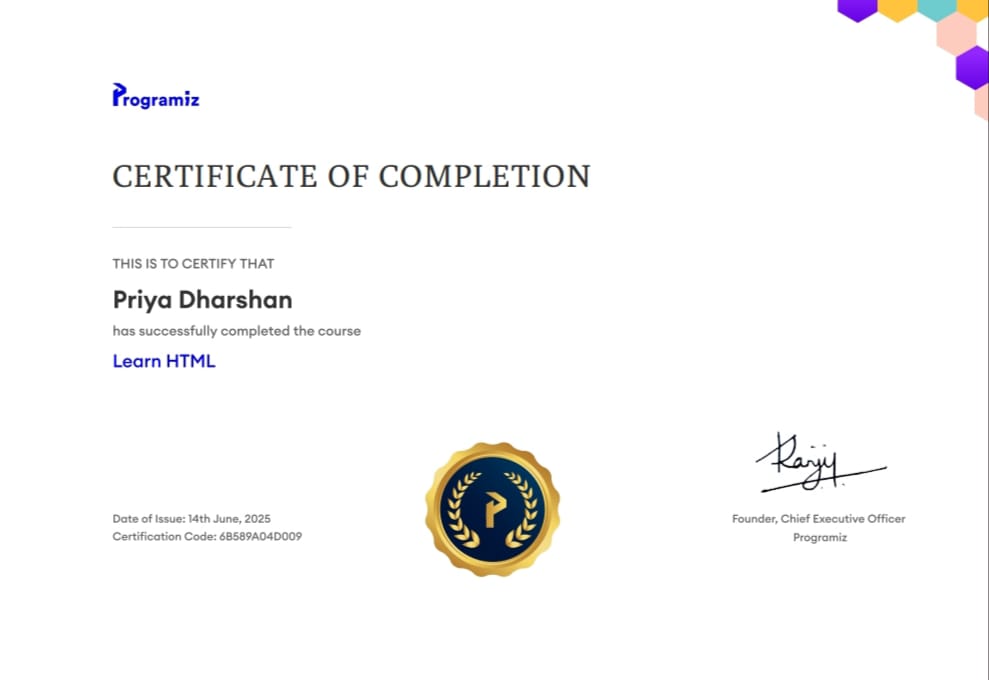 Programiz
CERTIFICATE OF COMPLETION
THIS IS TO CERTIFY THAT
Priya Dharshan
has successfully completed the course
Learn HTML
Date of Issue: 14th June, 2025
Certification Code: 6B589A04D009
Founder, Chief Executive Officer
Programiz